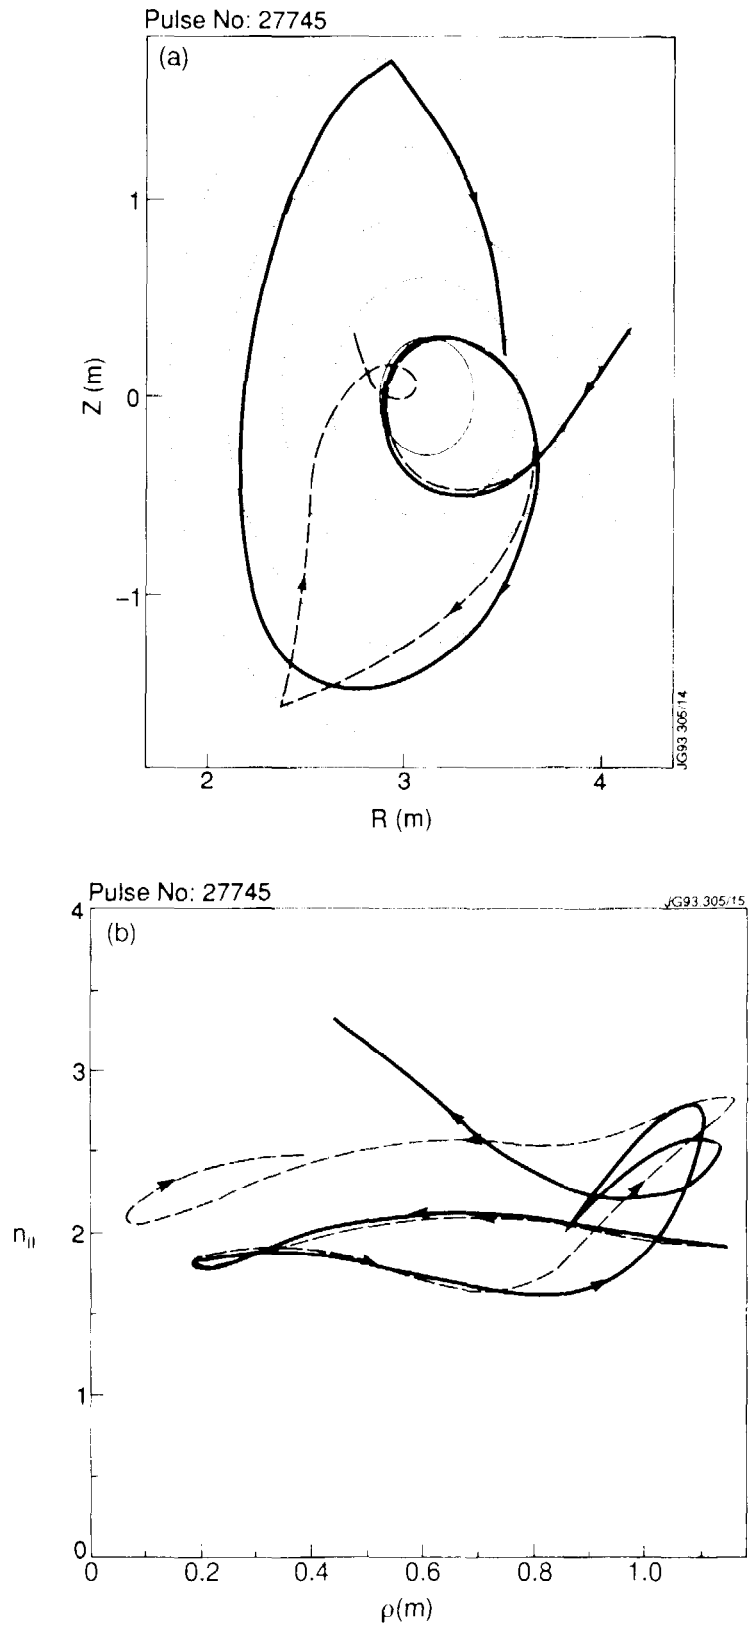 Pulse No: 27745
(a)
1
0
−1
Z (m)
2 3 4
R (m)
JG93 305/14
Pulse No: 27745
JG93.305/15
(b)
4
3
2
1
0
n||
0 0.2 0.4 0.6 0.8 1.0
ρ(m)